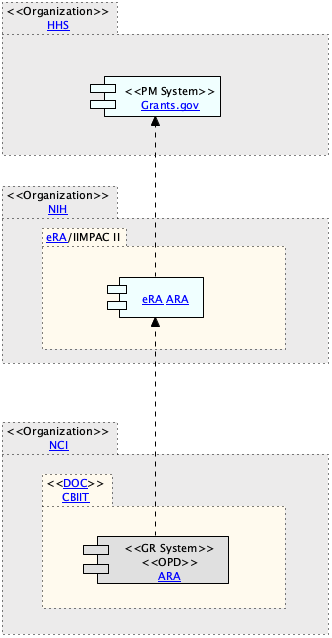 <<Organization>>
HHS
<<PM System>>
Grants.gov
<<Organization>>
NIH
eRA/IIMPAC II
eRA ARA
<<Organization>>
NCI
<<DOC>>
CBIIT
<<GR System>>
<<OPD>>
ARA